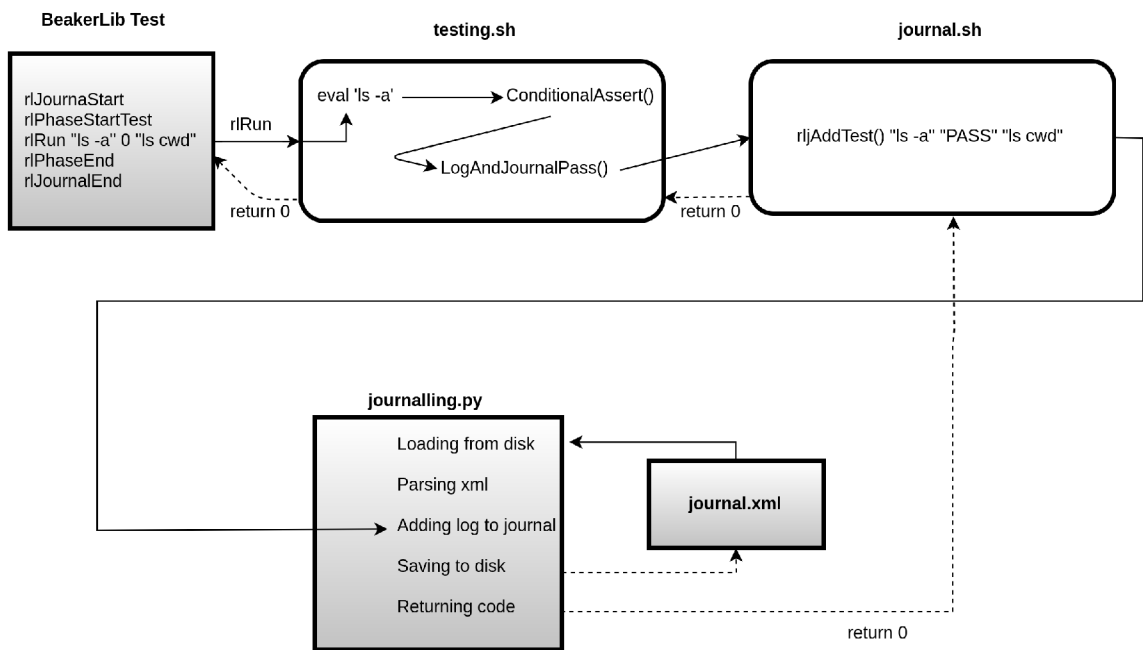 BeakerLib Test
rlJournaStart
rlPhaseStartTest
rlRun "ls -a" 0 "ls cwd"
rlPhaseEnd
rlJournalEnd
rlRun
return 0
testing.sh
eval 'ls -a'
ConditionalAssert()
LogAndJournalPass()
return 0
journal.sh
rljAddTest() "ls -a" "PASS" "ls cwd"
journalling.py
Loading from disk
Parsing xml
Adding log to journal
Saving to disk
Returning code
journal.xml
return 0